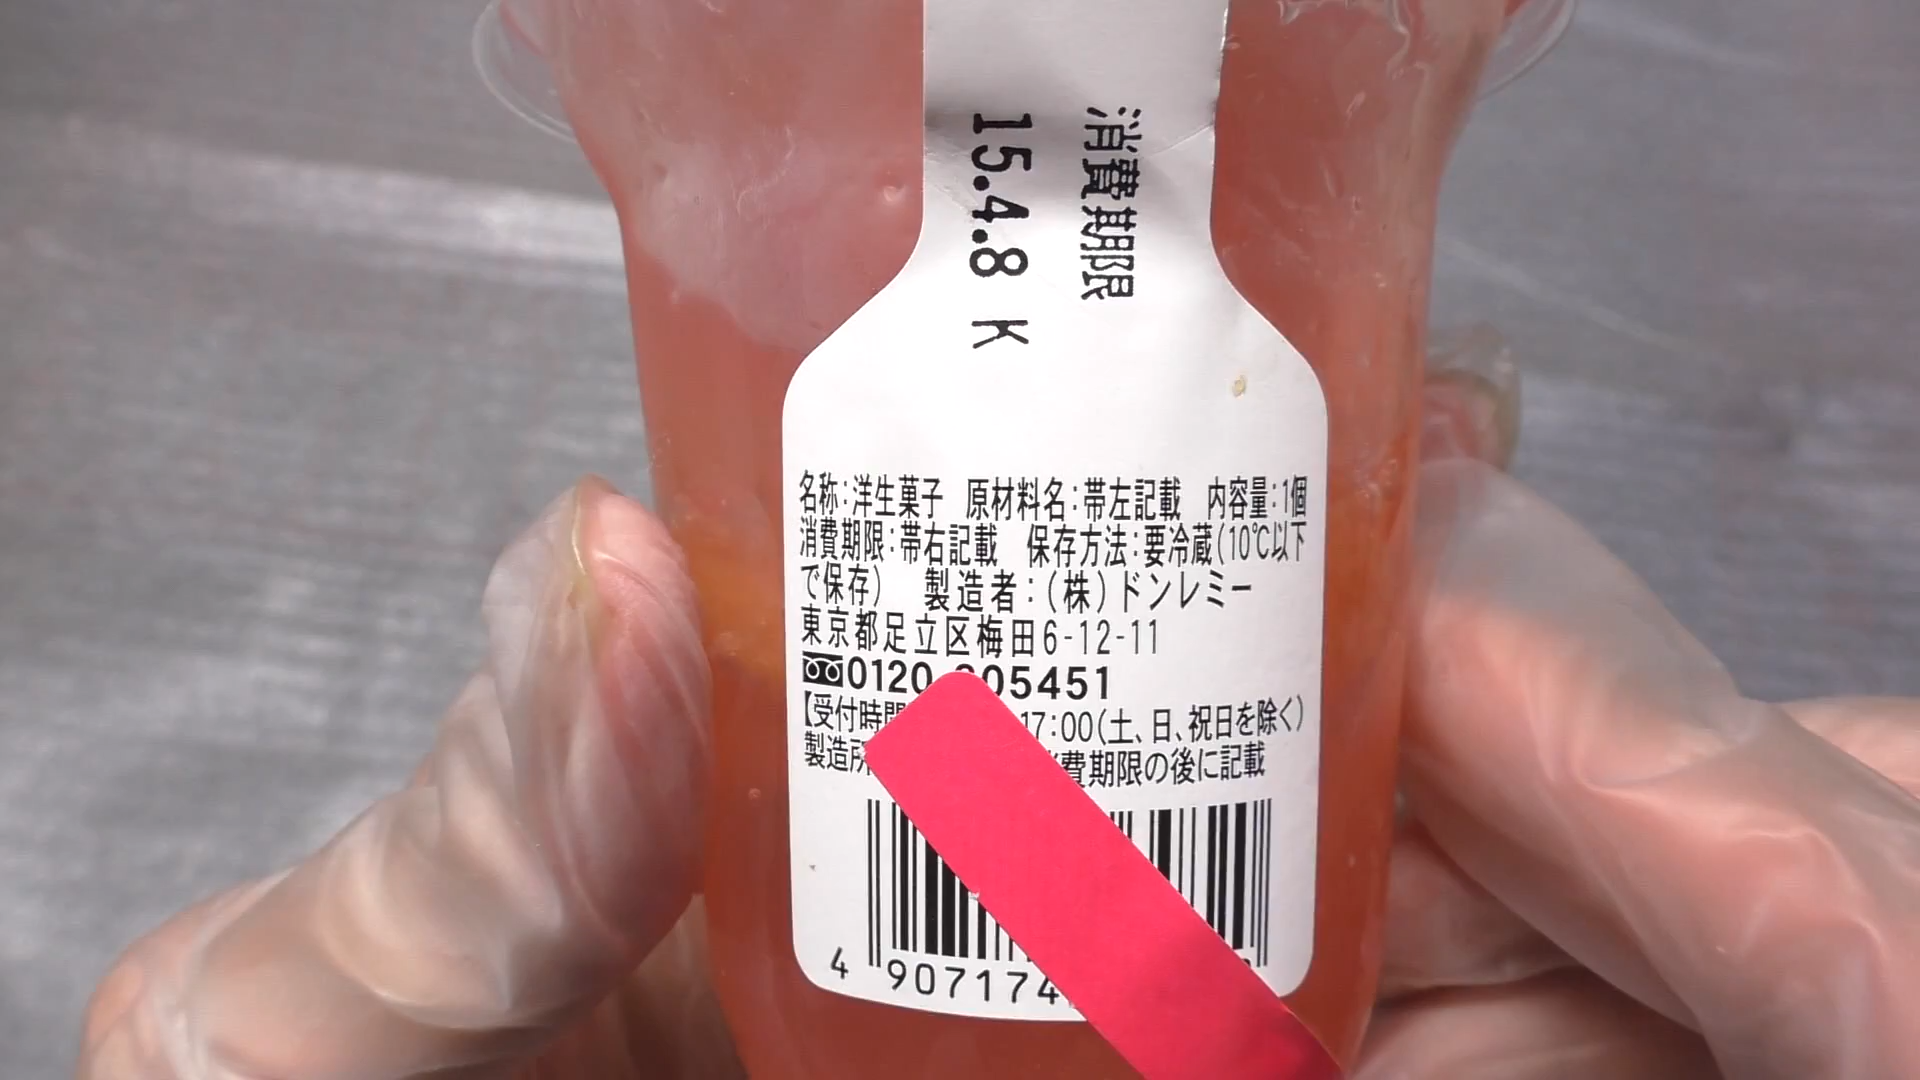 消費期限
15.4.8 K
名称:洋生菓子 原材料名:帯左記載 内容量:1個
消費期限:帯右記載 保存方法:要冷蔵(10℃以下
で保存) 製造者:(株)ドンレミー
東京都足立区梅田6-12-11
0120 05451
【受付時間 17:00(土、日、祝日を除く)
製造所 費期限の後に記載
4 907174